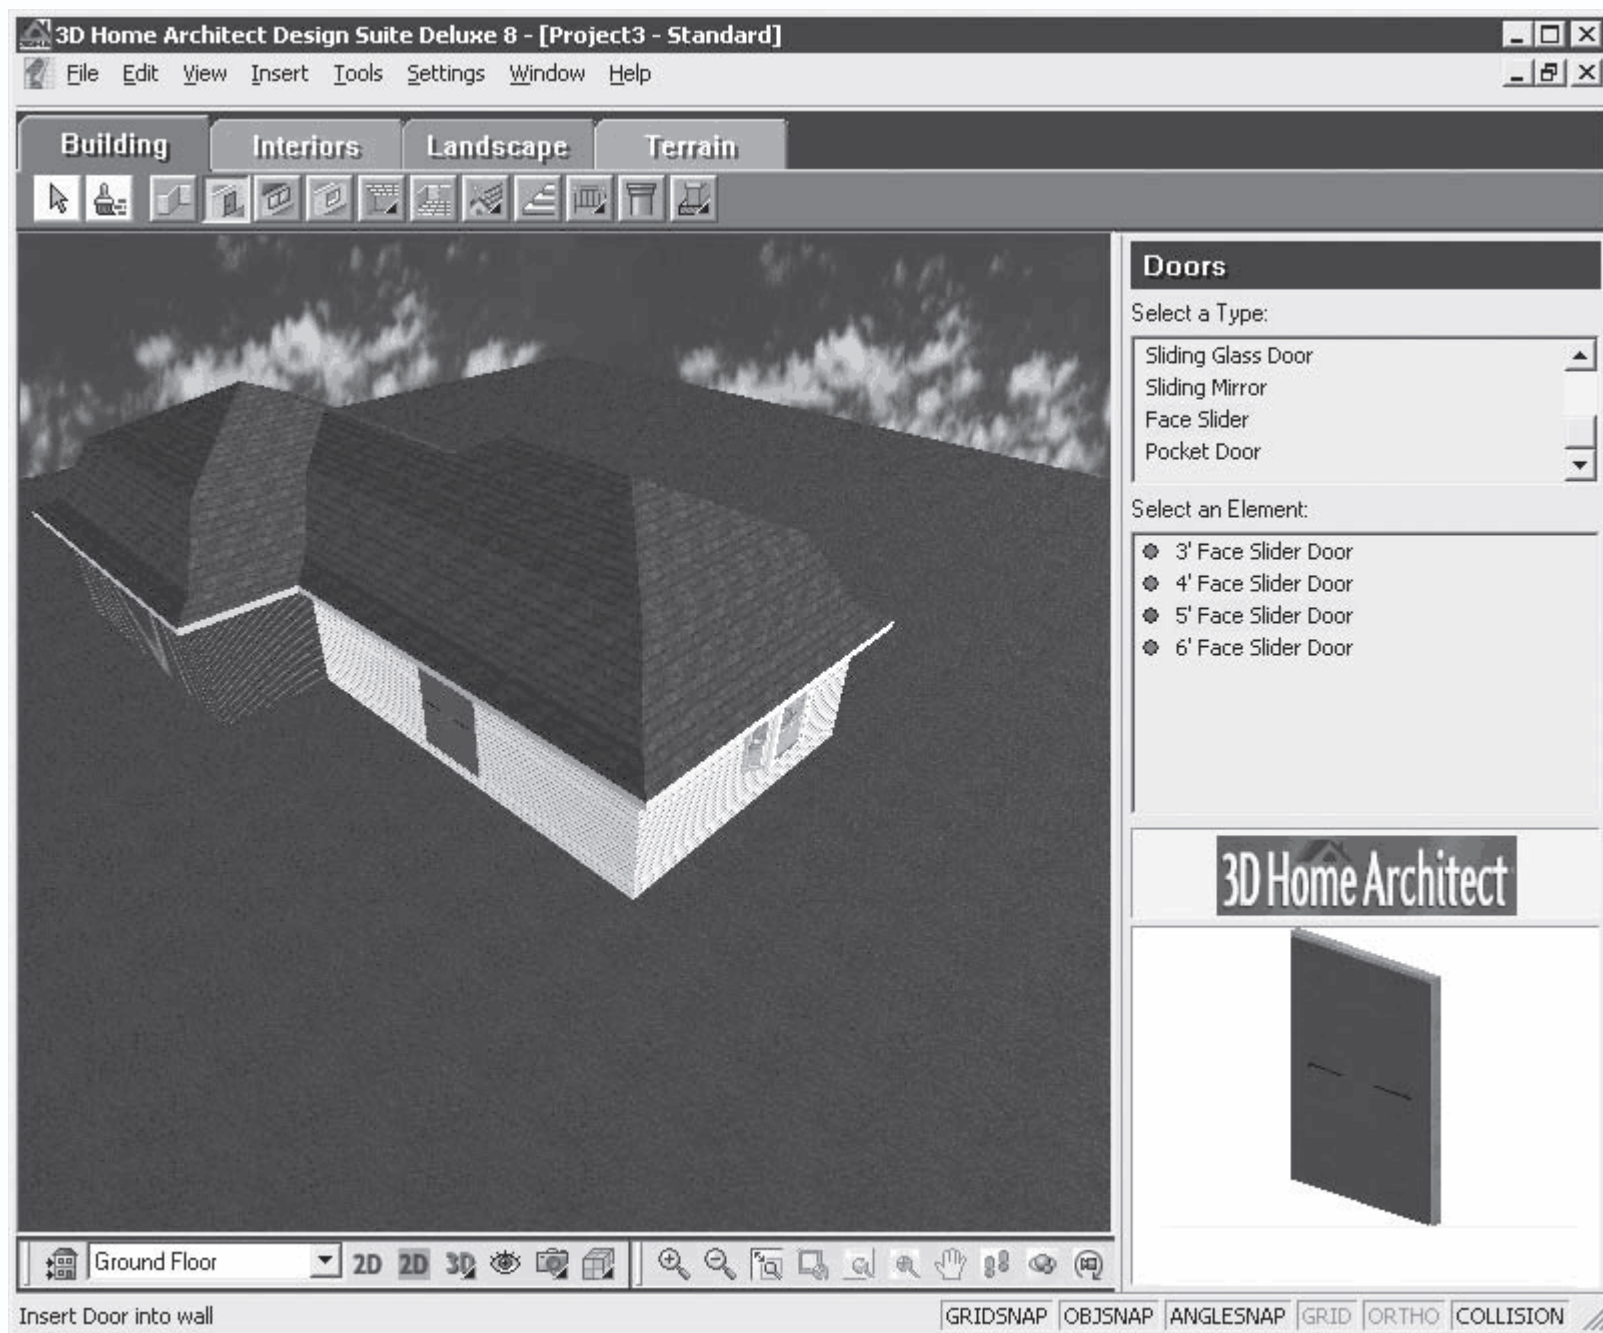 3D Home Architect Design Suite Deluxe 8 - [Project3 - Standard]
File Edit View Insert Tools Settings Window Help
Building Interiors Landscape Terrain
Doors
Select a Type:
Sliding Glass Door
Sliding Mirror
Face Slider
Pocket Door
Select an Element:
3' Face Slider Door
4' Face Slider Door
5' Face Slider Door
6' Face Slider Door
3D Home Architect
Ground Floor 2D 2D 3D
Insert Door into wall GRIDSNAP OBJSNAP ANGLESNAP GRID ORTHO COLLISION